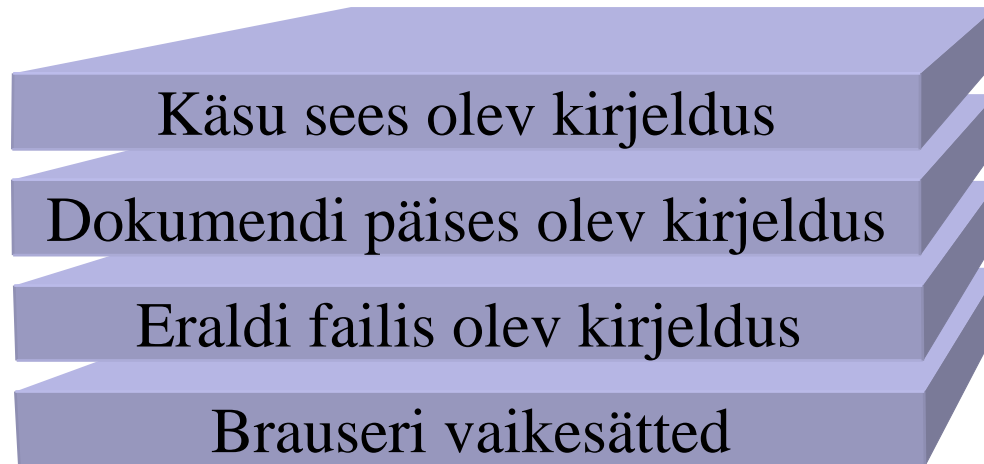 Käsu sees olev kirjeldus
Dokumendi päises olev kirjeldus
Eraldi failis olev kirjeldus
Brauseri vaikesätted